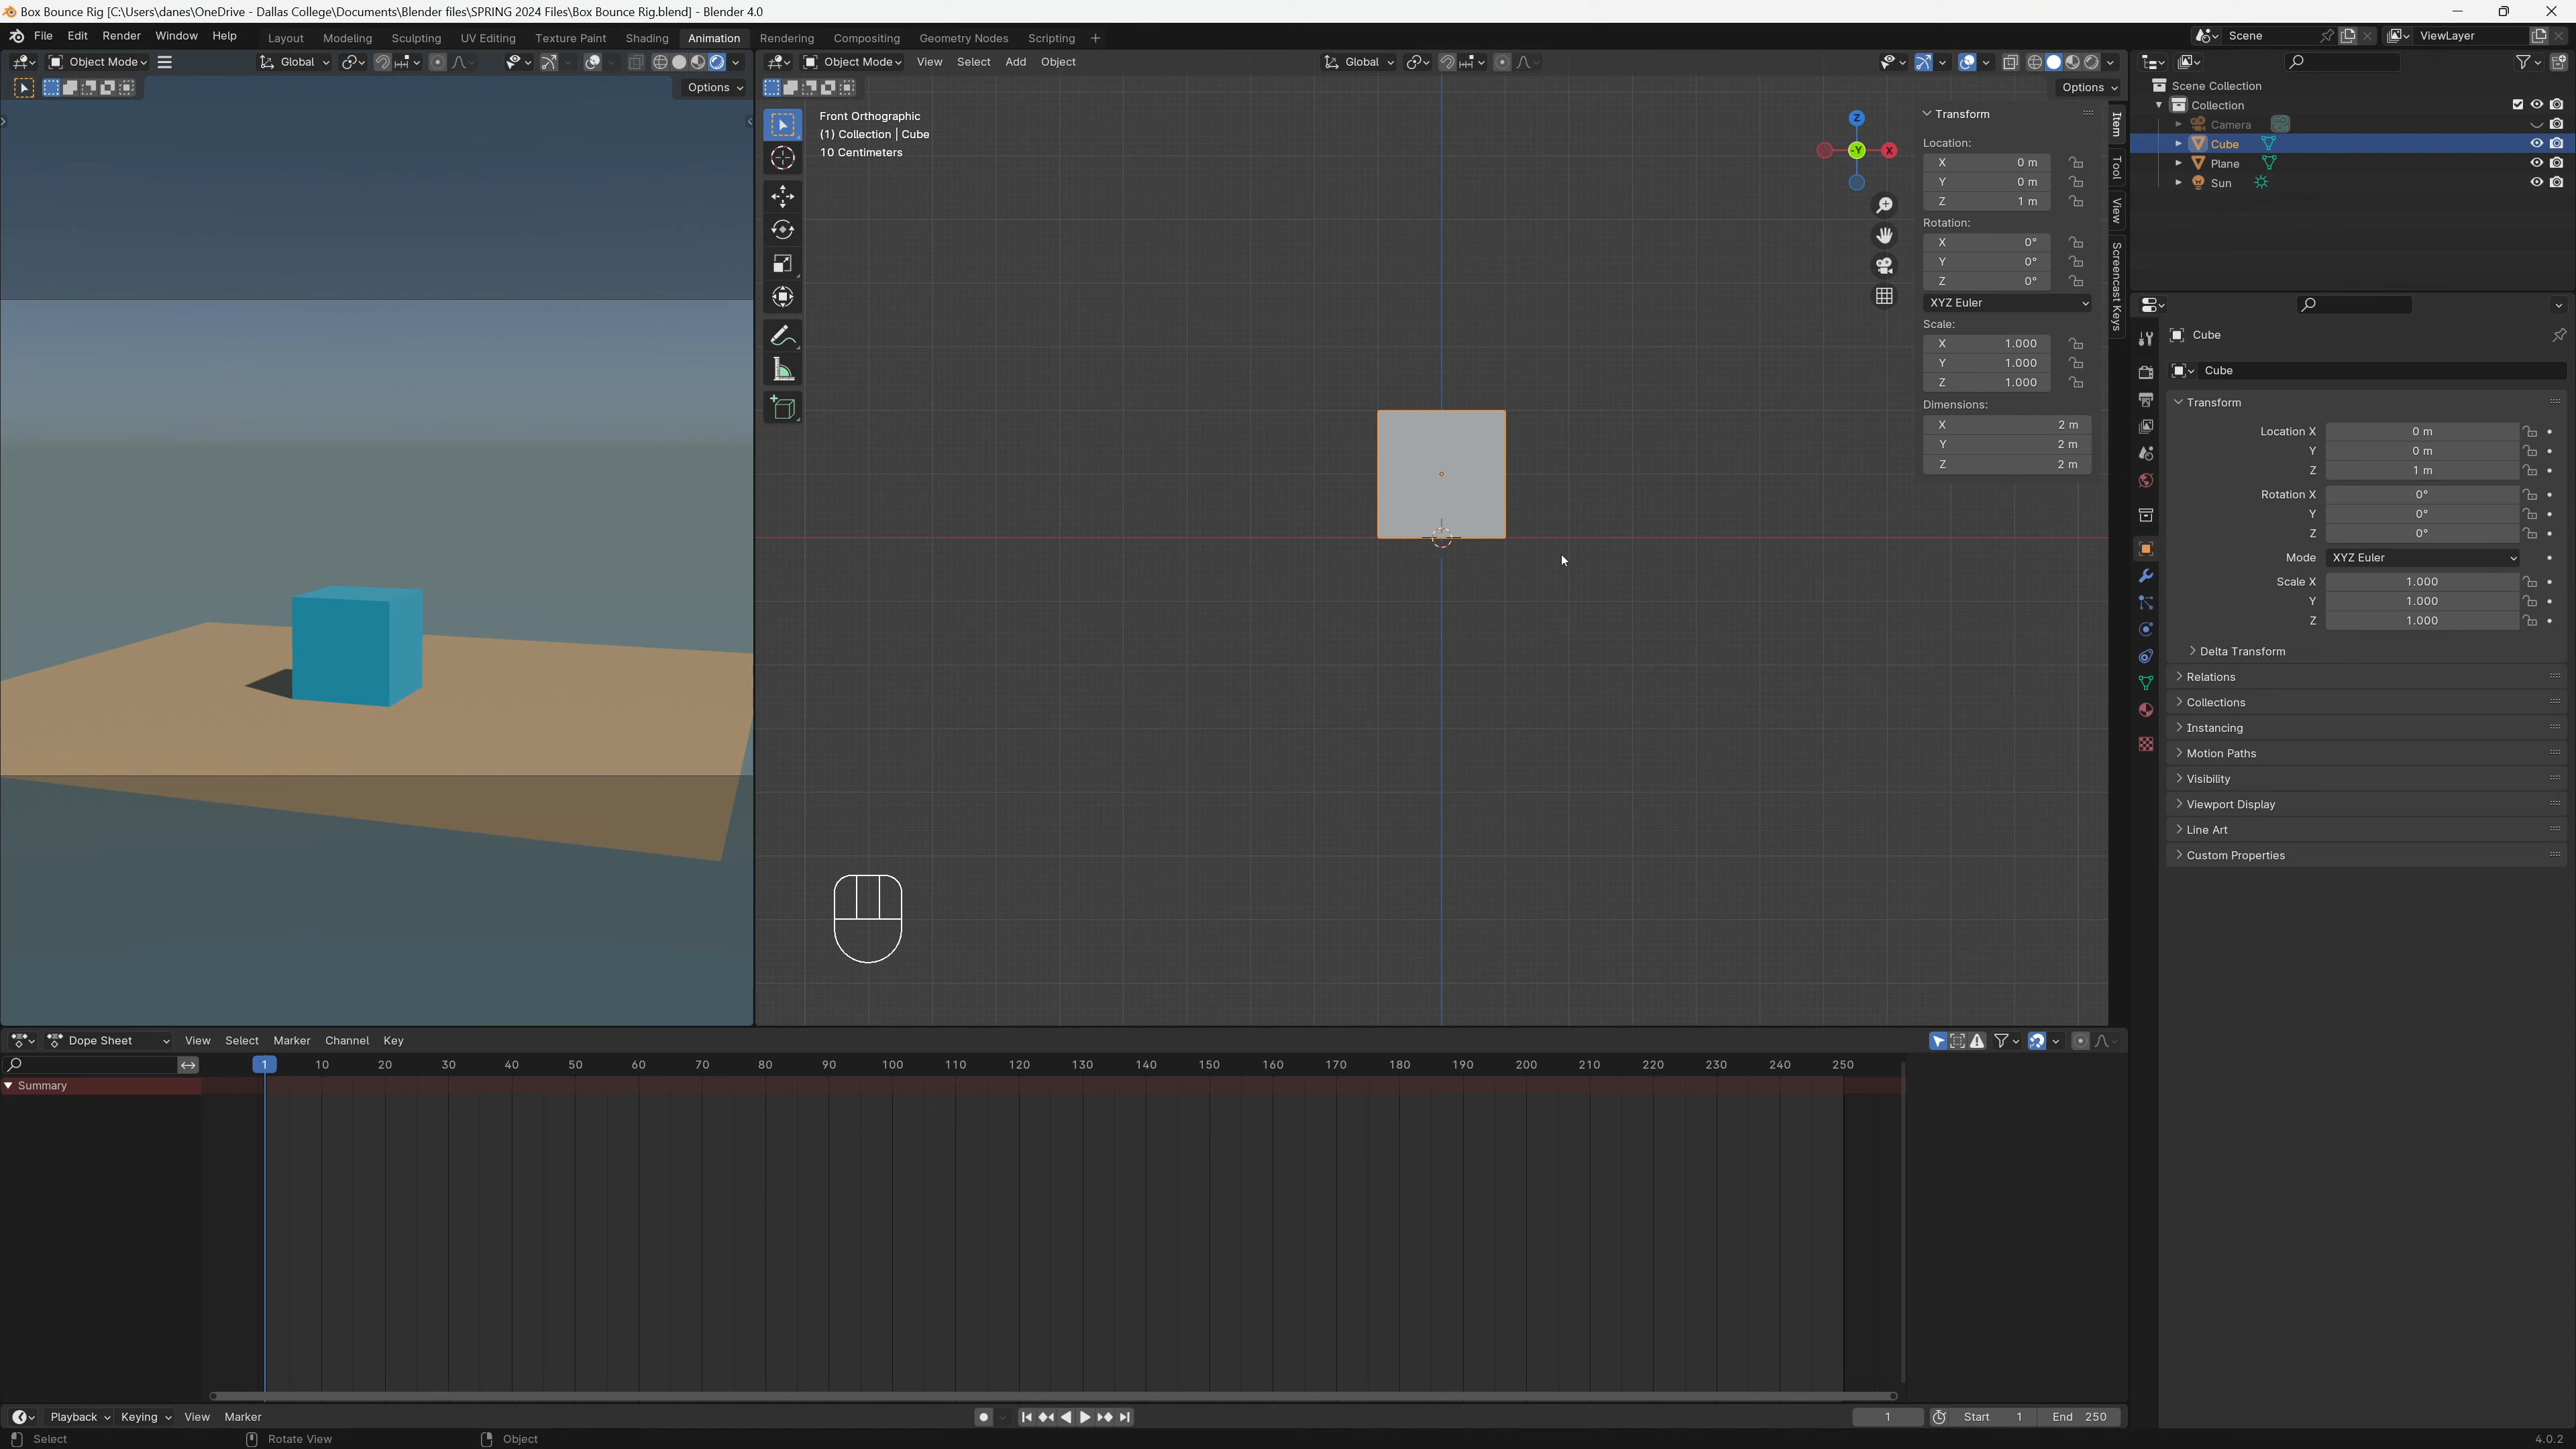 Box Bounce Rig [C:\Users\danes\OneDrive - Dallas College\Documents\Blender files\SPRING 2024 Files\Box Bounce Rig.blend] - Blender 4.0
File Edit Render Window Help Layout Modeling Sculpting UV Editing Texture Paint Shading Animation Rendering Compositing Geometry Nodes Scripting + Scene ViewLayer
Object Mode Global Object Mode View Select Add Object Global
Options Options
Front Orthographic
(1) Collection | Cube
10 Centimeters
Z
-Y
X
Transform
Location:
X 0 m
Y 0 m
Z 1 m
Rotation:
X 0°
Y 0°
Z 0°
XYZ Euler
Scale:
X 1.000
Y 1.000
Z 1.000
Dimensions:
X 2 m
Y 2 m
Z 2 m
Item
Tool
View
Screencast Keys
Scene Collection
Collection
Camera
Cube
Plane
Sun
Cube
Cube
Transform
Location X 0 m
Y 0 m
Z 1 m
Rotation X 0°
Y 0°
Z 0°
Mode XYZ Euler
Scale X 1.000
Y 1.000
Z 1.000
Delta Transform
Relations
Collections
Instancing
Motion Paths
Visibility
Viewport Display
Line Art
Custom Properties
Dope Sheet View Select Marker Channel Key
1 10 20 30 40 50 60 70 80 90 100 110 120 130 140 150 160 170 180 190 200 210 220 230 240 250
Summary
Playback Keying View Marker 1 Start 1 End 250
Select Rotate View Object 4.0.2